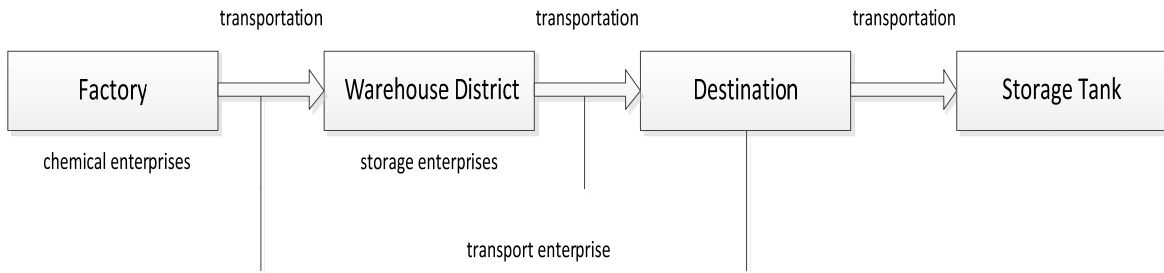 transportation transportation transportation
Factory Warehouse District Destination Storage Tank
chemical enterprises storage enterprises
transport enterprise